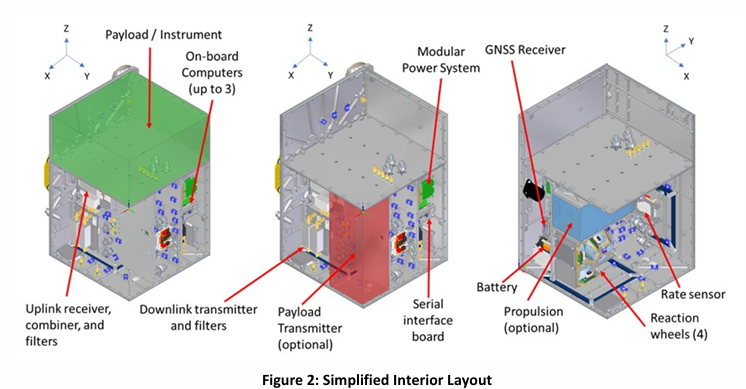 Payload / Instrument
On-board
Computers
(up to 3)
Modular
Power System
GNSS Receiver
Z
X
Y
Z
X
Y
Z
Y
X
Uplink receiver,
combiner, and
filters
Downlink transmitter
and filters
Payload
Transmitter
(optional)
Serial
interface
board
Battery
Propulsion
(optional)
Rate sensor
Reaction
wheels (4)
Figure 2: Simplified Interior Layout